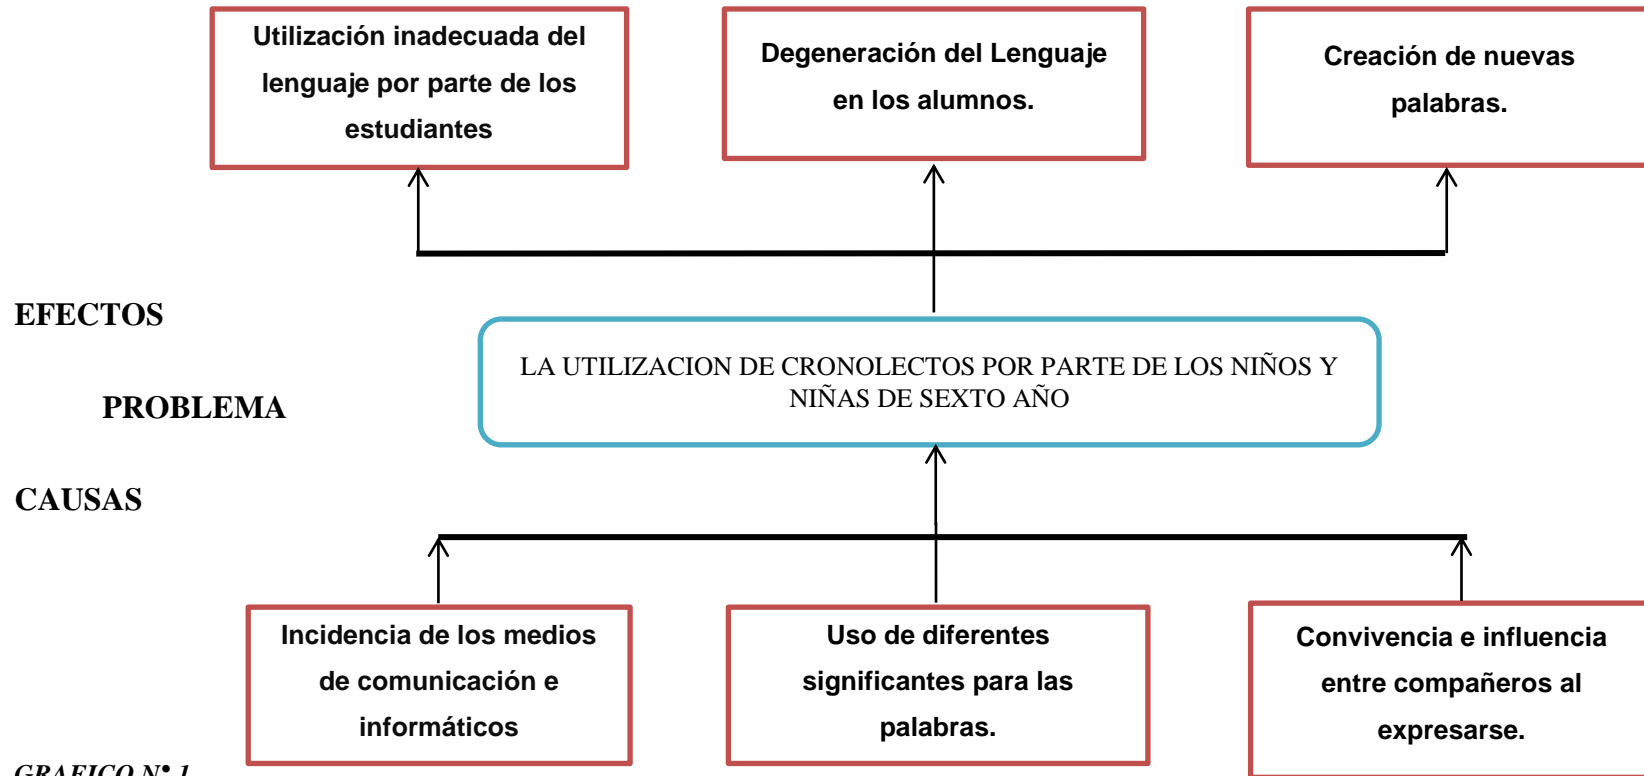 Utilización inadecuada del
lenguaje por parte de los
estudiantes
Degeneración del Lenguaje
en los alumnos.
Creación de nuevas
palabras.
EFECTOS
LA UTILIZACION DE CRONOLECTOS POR PARTE DE LOS NIÑOS Y
NIÑAS DE SEXTO AÑO
PROBLEMA
CAUSAS
Incidencia de los medios
de comunicación e
informáticos
Uso de diferentes
significantes para las
palabras.
Convivencia e influencia
entre compañeros al
expresarse.
GRAFICO N° 1